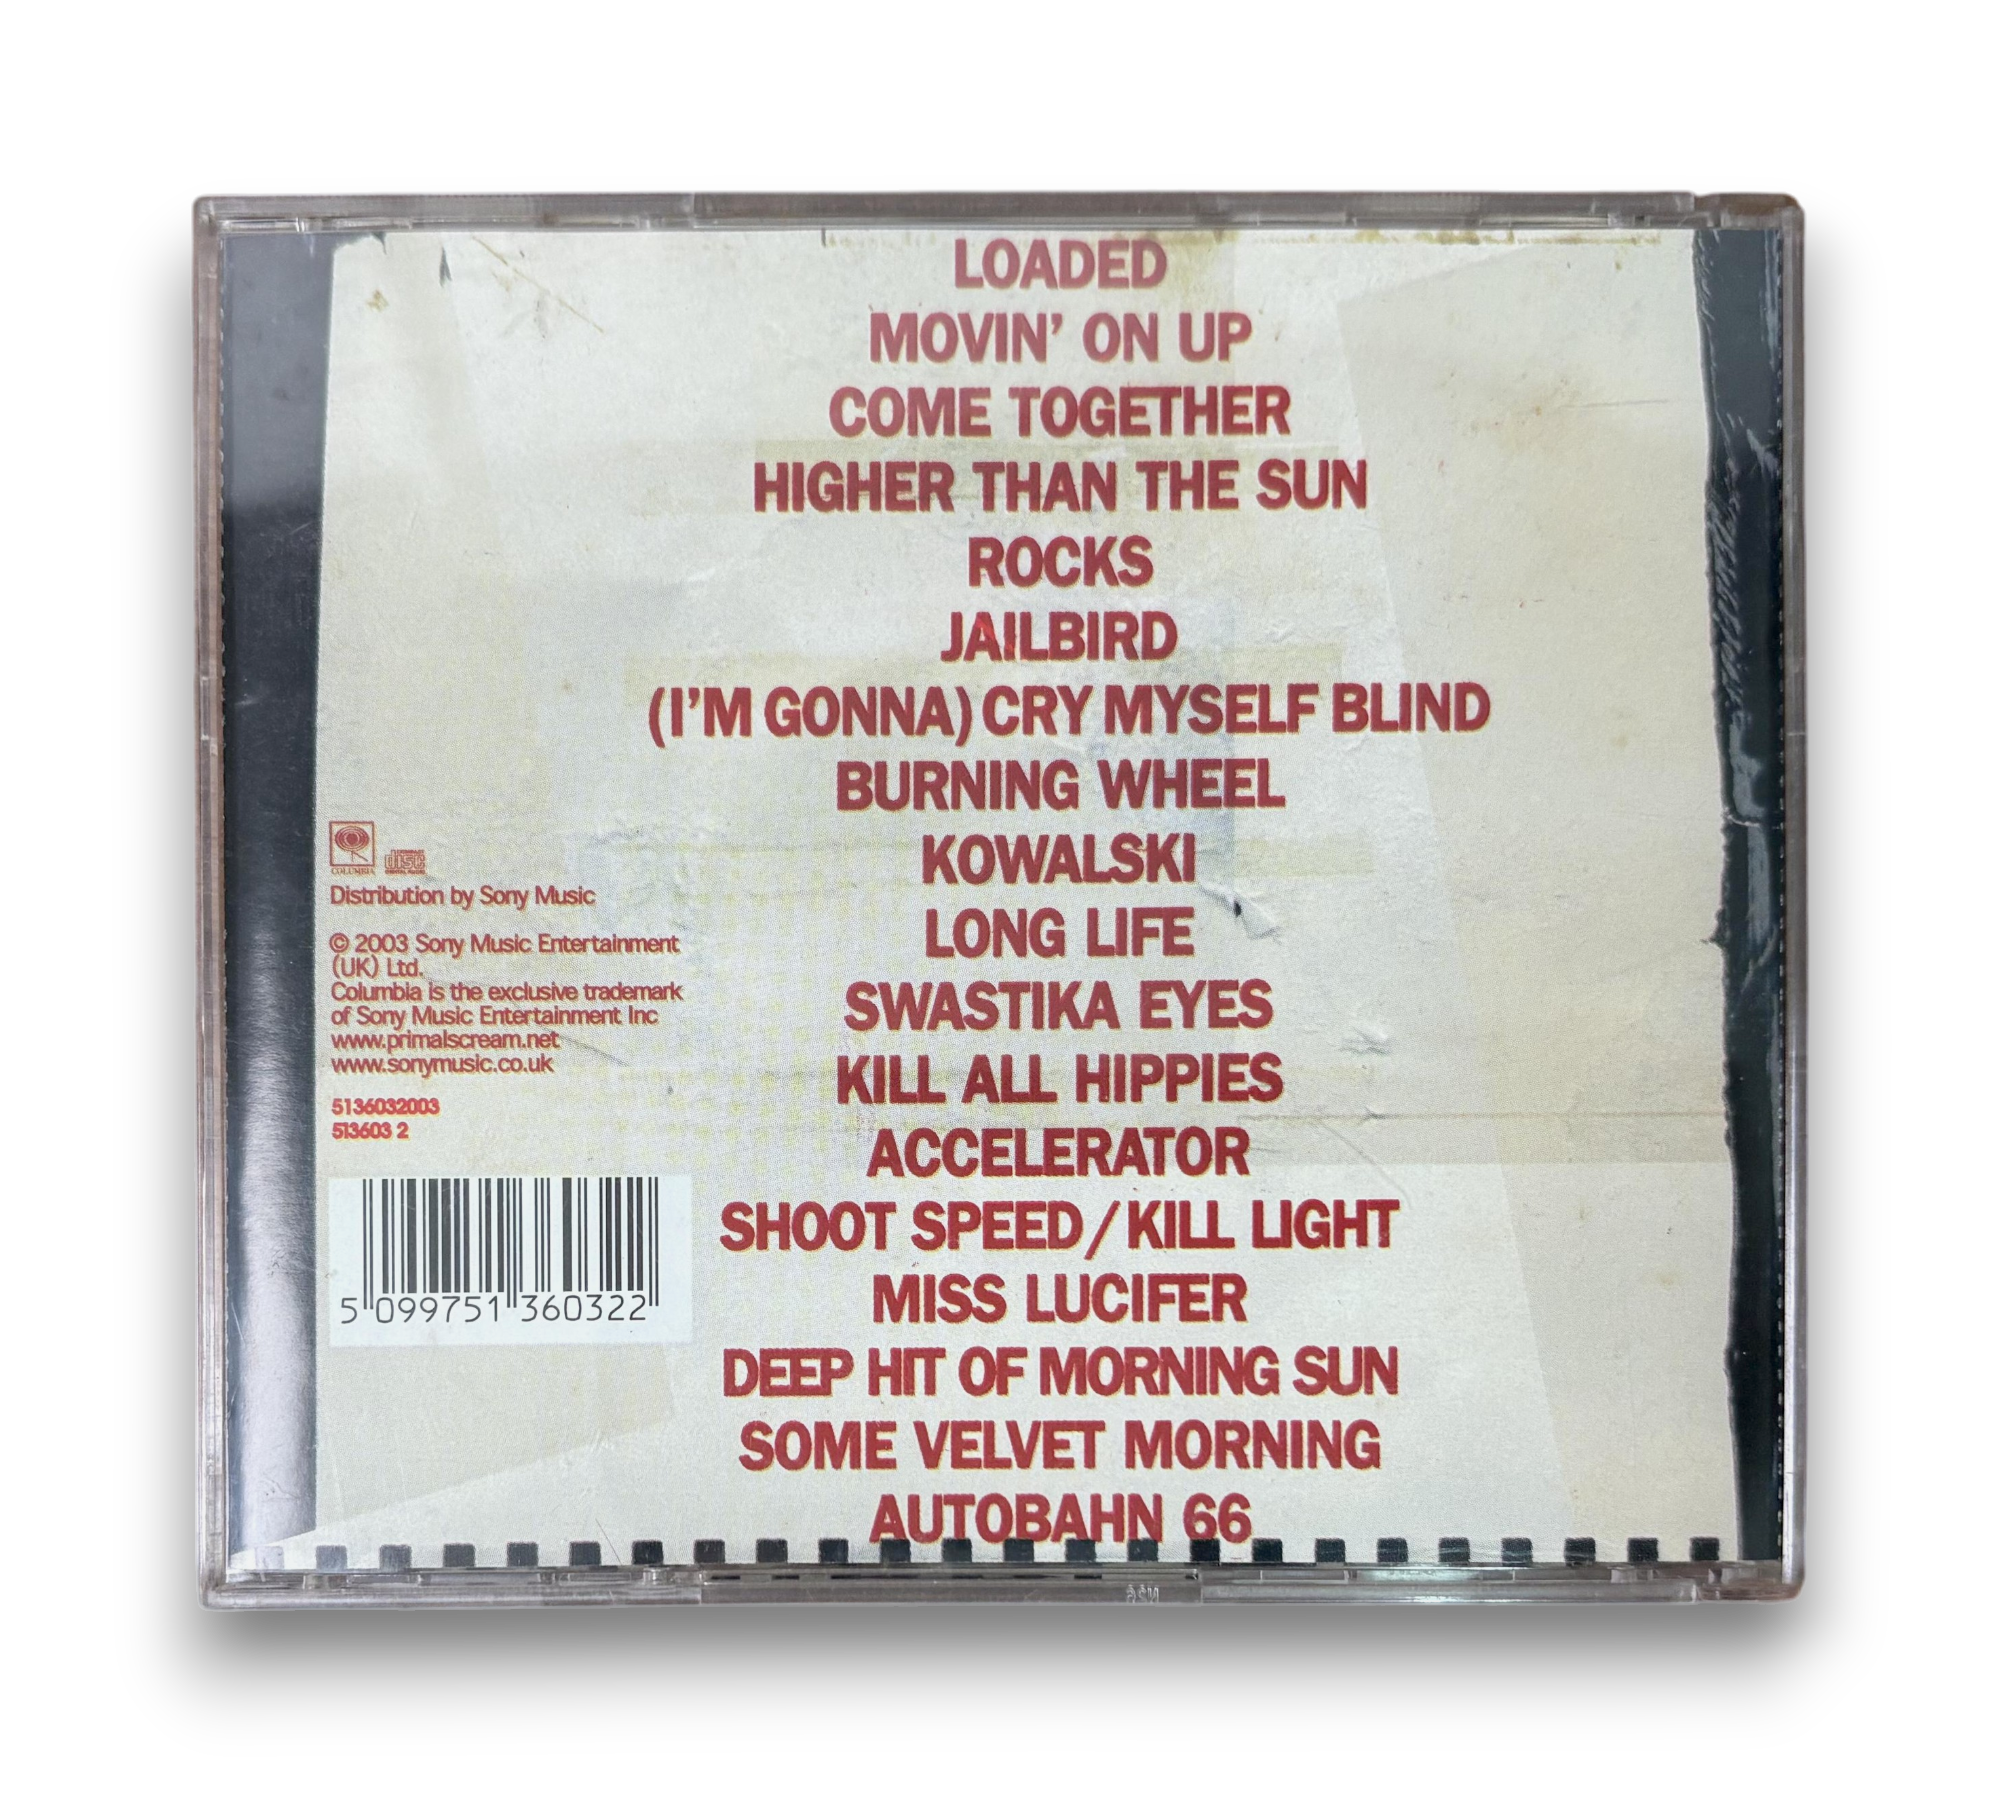 LOADED
MOVIN' ON UP
COME TOGETHER
HIGHER THAN THE SUN
ROCKS
JAILBIRD
(I'M GONNA) CRY MYSELF BLIND
BURNING WHEEL
KOWALSKI
LONG LIFE
SWASTIKA EYES
KILL ALL HIPPIES
ACCELERATOR
SHOOT SPEED/KILL LIGHT
MISS LUCIFER
DEEP HIT OF MORNING SUN
SOME VELVET MORNING
AUTOBAHN 66
COLUMBIA
disc
DIGITAL AUDIO
Distribution by Sony Music
© 2003 Sony Music Entertainment
(UK) Ltd.
Columbia is the exclusive trademark
of Sony Music Entertainment Inc
www.primalscream.net
www.sonymusic.co.uk
5136032003
513603 2
5 099751 360322